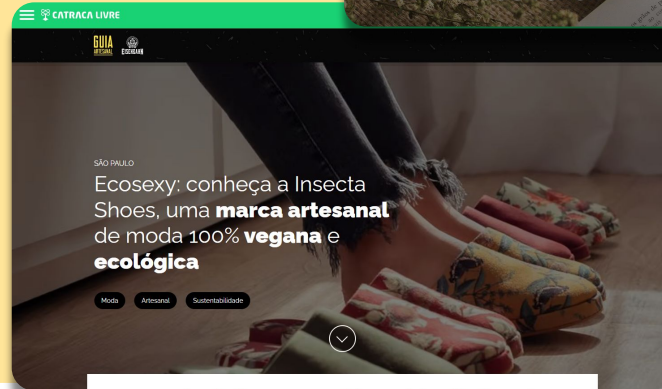 CATRACA LIVRE
GUIA
ARTESANAL
EISENBAHN
SÃO PAULO
Ecosexy: conheça a Insecta
Shoes, uma marca artesanal
de moda 100% vegana e
ecológica
Moda
Artesanal
Sustentabilidade